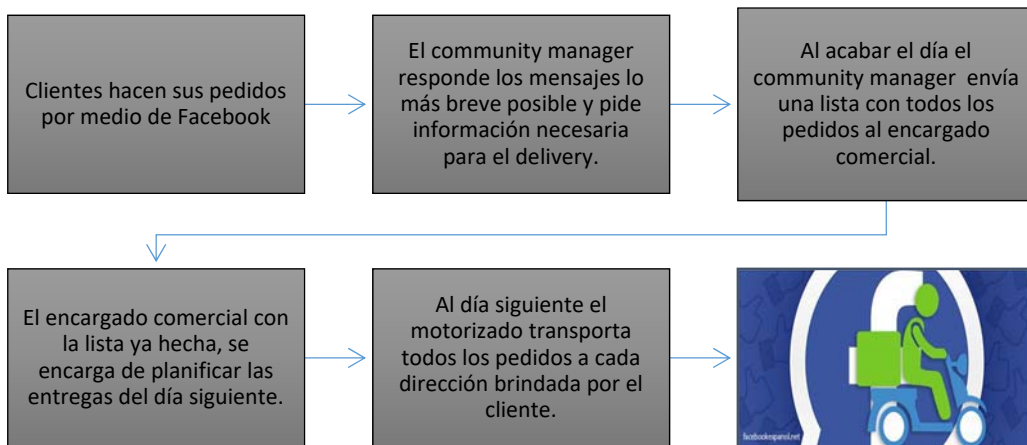 Clientes hacen sus pedidos
por medio de Facebook
El community manager
responde los mensajes lo
más breve posible y pide
información necesaria
para el delivery.
Al acabar el día el
community manager envía
una lista con todos los
pedidos al encargado
comercial.
El encargado comercial con
la lista ya hecha, se
encarga de planificar las
entregas del día siguiente.
Al día siguiente el
motorizado transporta
todos los pedidos a cada
dirección brindada por el
cliente.
facebookespanol.net